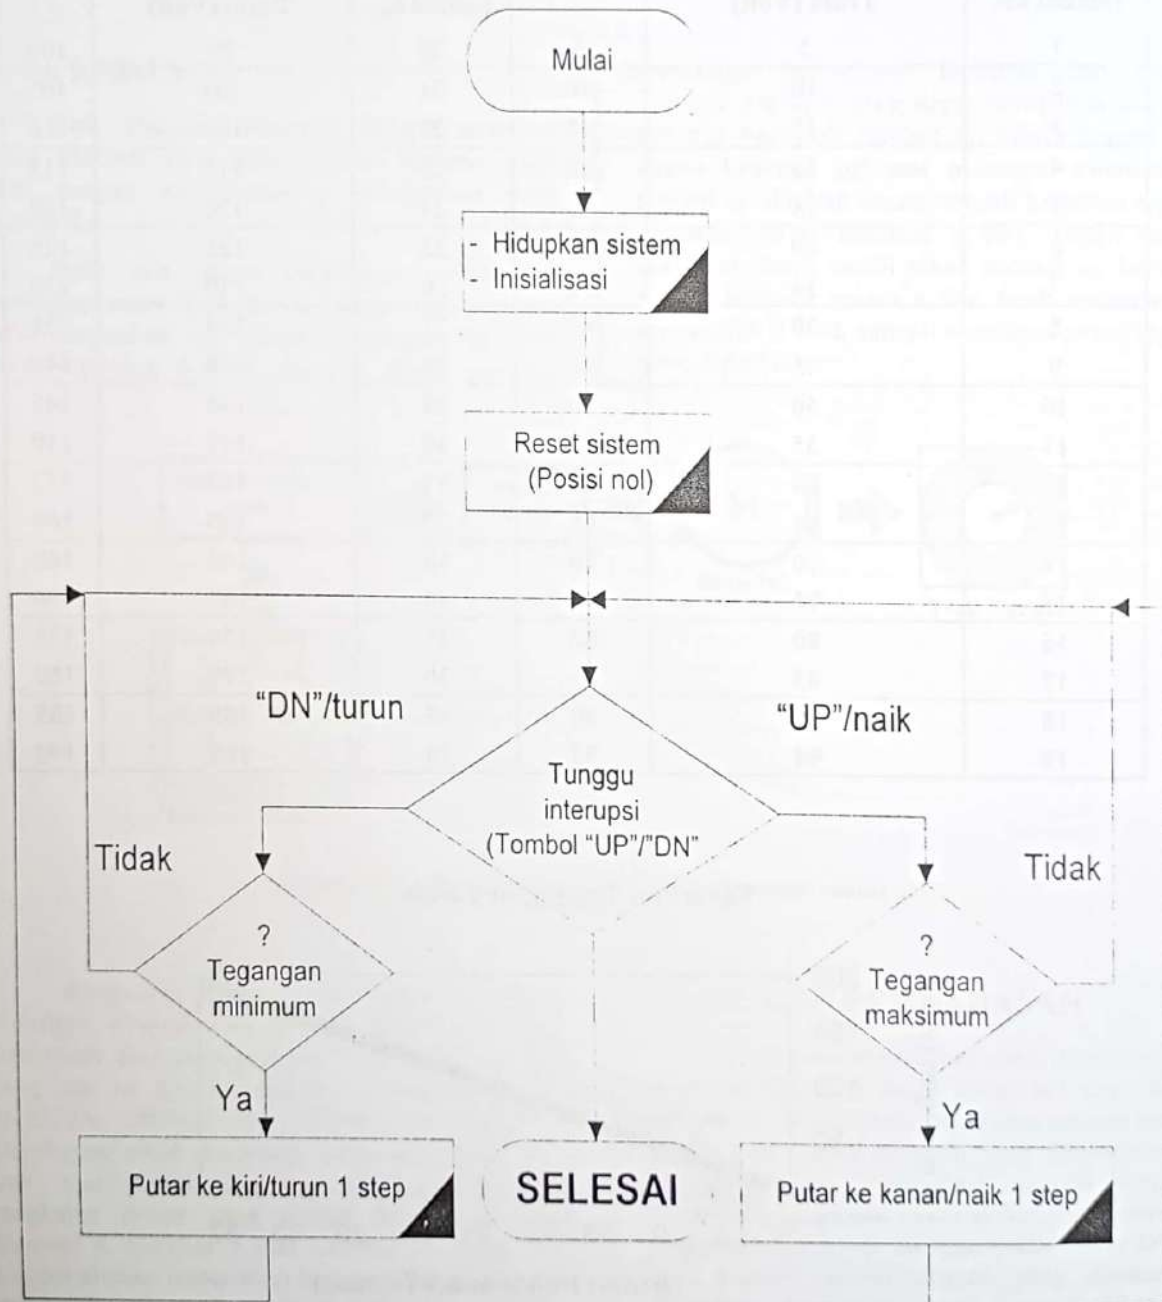 Mulai
- Hidupkan sistem
- Inisialisasi
Reset sistem
(Posisi nol)
"DN"/turun
"UP"/naik
Tunggu
interupsi
(Tombol "UP"/"DN"
Tidak
Tidak
?
Tegangan
minimum
?
Tegangan
maksimum
Ya
Ya
Putar ke kiri/turun 1 step
SELESAI
Putar ke kanan/naik 1 step